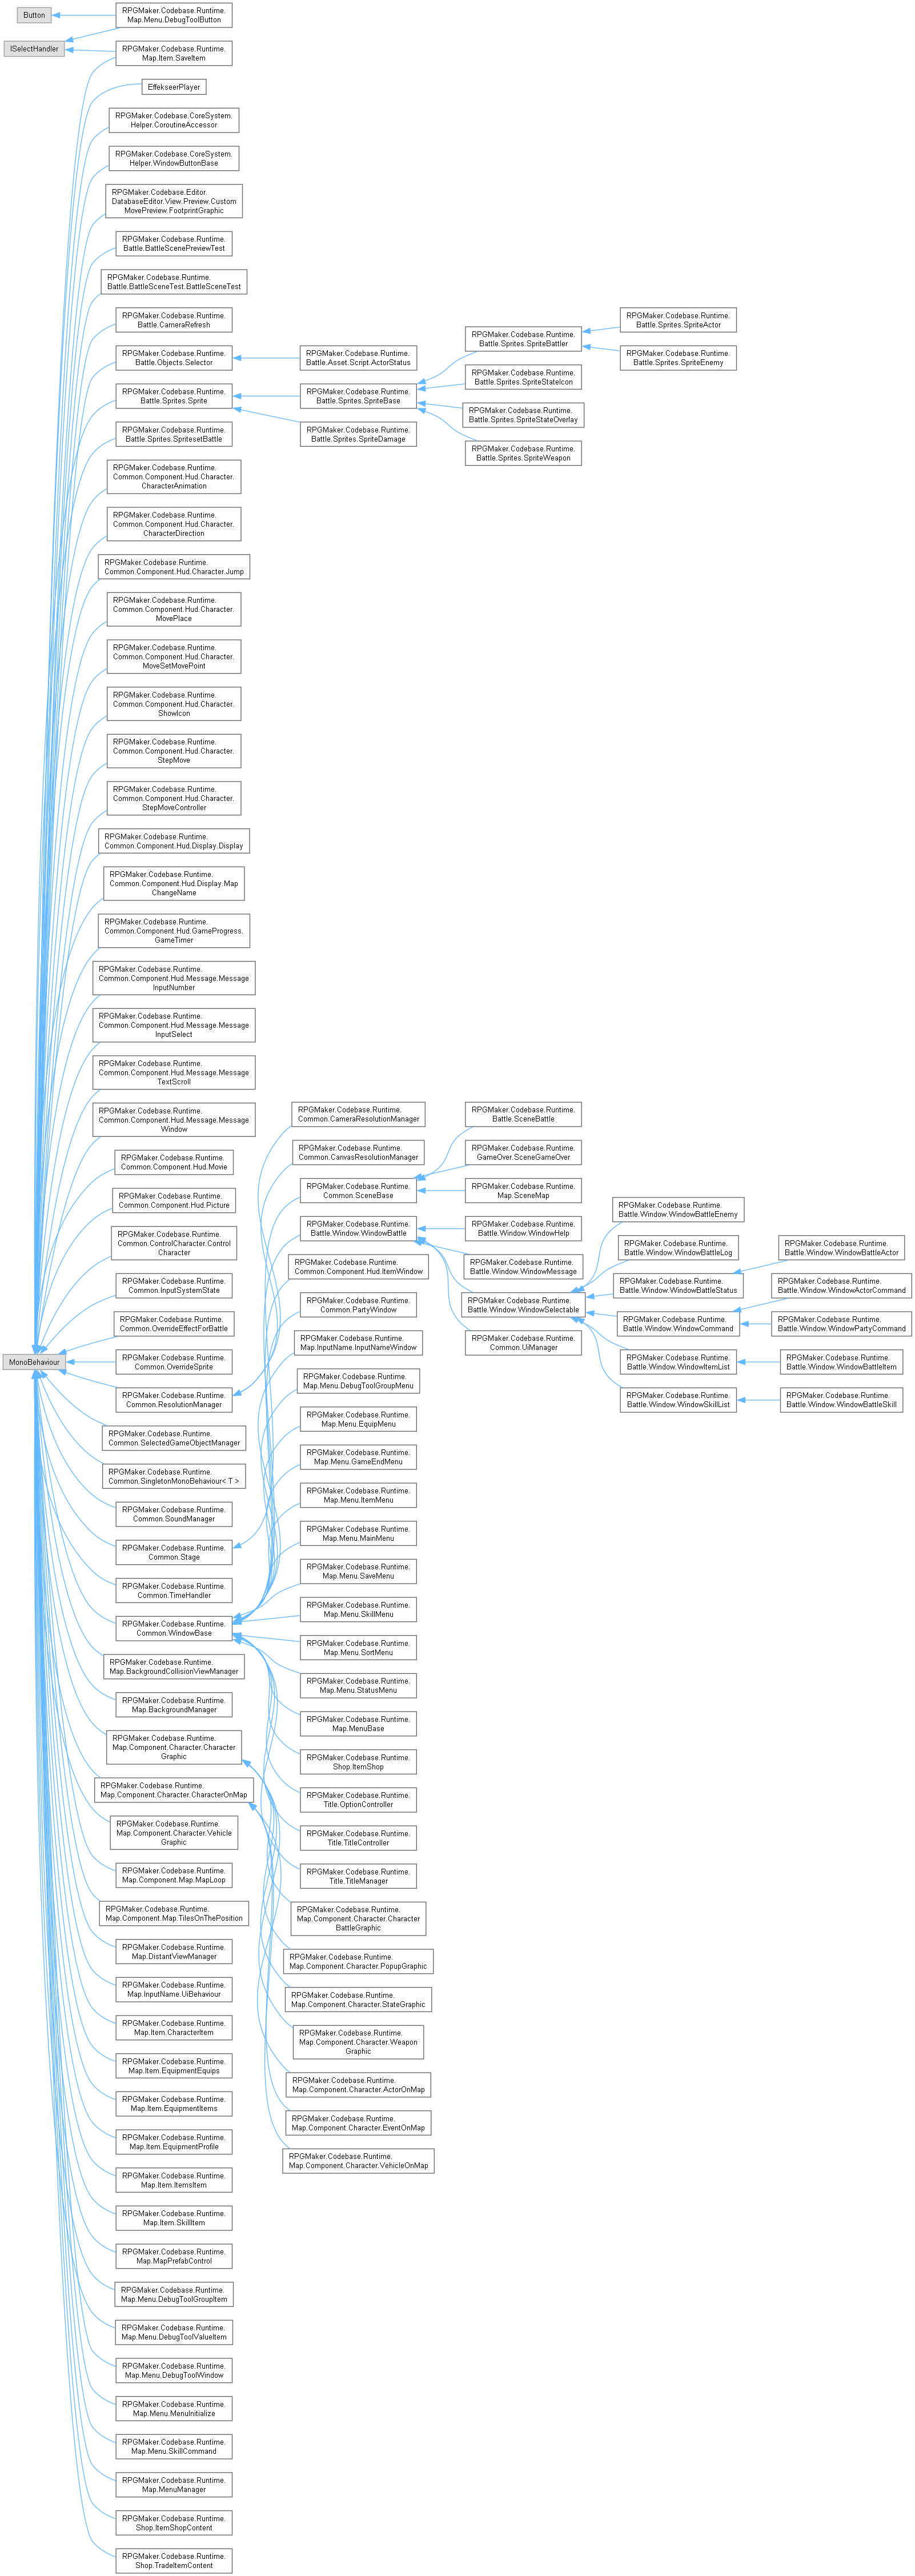 Button
RPGMaker.Codebase.Runtime.
Map.Menu.DebugToolButton
ISelectHandler
RPGMaker.Codebase.Runtime.
Map.Item.SaveItem
EffekseerPlayer
RPGMaker.Codebase.CoreSystem.
Helper.CoroutineAccessor
RPGMaker.Codebase.CoreSystem.
Helper.WindowButtonBase
RPGMaker.Codebase.Editor.
DatabaseEditor.View.Preview.Custom
MovePreview.FootprintGraphic
RPGMaker.Codebase.Runtime.
Battle.BattleScenePreviewTest
RPGMaker.Codebase.Runtime.
Battle.BattleSceneTest.BattleSceneTest
RPGMaker.Codebase.Runtime.
Battle.CameraRefresh
RPGMaker.Codebase.Runtime.
Battle.Objects.Selector
RPGMaker.Codebase.Runtime.
Battle.Sprites.Sprite
RPGMaker.Codebase.Runtime.
Battle.Sprites.SpritesetBattle
RPGMaker.Codebase.Runtime.
Common.Component.Hud.Character.
CharacterAnimation
RPGMaker.Codebase.Runtime.
Common.Component.Hud.Character.
CharacterDirection
RPGMaker.Codebase.Runtime.
Common.Component.Hud.Character.Jump
RPGMaker.Codebase.Runtime.
Common.Component.Hud.Character.
MovePlace
RPGMaker.Codebase.Runtime.
Common.Component.Hud.Character.
MoveSetMovePoint
RPGMaker.Codebase.Runtime.
Common.Component.Hud.Character.
ShowIcon
RPGMaker.Codebase.Runtime.
Common.Component.Hud.Character.
StepMove
RPGMaker.Codebase.Runtime.
Common.Component.Hud.Character.
StepMoveController
RPGMaker.Codebase.Runtime.
Common.Component.Hud.Display.Display
RPGMaker.Codebase.Runtime.
Common.Component.Hud.Display.Map
ChangeName
RPGMaker.Codebase.Runtime.
Common.Component.Hud.GameProgress.
GameTimer
RPGMaker.Codebase.Runtime.
Common.Component.Hud.Message.Message
InputNumber
RPGMaker.Codebase.Runtime.
Common.Component.Hud.Message.Message
InputSelect
RPGMaker.Codebase.Runtime.
Common.Component.Hud.Message.Message
TextScroll
RPGMaker.Codebase.Runtime.
Common.Component.Hud.Message.Message
Window
RPGMaker.Codebase.Runtime.
Common.Component.Hud.Movie
RPGMaker.Codebase.Runtime.
Common.Component.Hud.Picture
RPGMaker.Codebase.Runtime.
Common.ControlCharacter.Control
Character
RPGMaker.Codebase.Runtime.
Common.InputSystemState
RPGMaker.Codebase.Runtime.
Common.OverrideEffectForBattle
MonoBehaviour
RPGMaker.Codebase.Runtime.
Common.OverrideSprite
RPGMaker.Codebase.Runtime.
Common.ResolutionManager
RPGMaker.Codebase.Runtime.
Common.SelectedGameObjectManager
RPGMaker.Codebase.Runtime.
Common.SingletonMonoBehaviour< T >
RPGMaker.Codebase.Runtime.
Common.SoundManager
RPGMaker.Codebase.Runtime.
Common.Stage
RPGMaker.Codebase.Runtime.
Common.TimeHandler
RPGMaker.Codebase.Runtime.
Common.WindowBase
RPGMaker.Codebase.Runtime.
Map.BackgroundCollisionViewManager
RPGMaker.Codebase.Runtime.
Map.BackgroundManager
RPGMaker.Codebase.Runtime.
Map.Component.Character.Character
Graphic
RPGMaker.Codebase.Runtime.
Map.Component.Character.CharacterOnMap
RPGMaker.Codebase.Runtime.
Map.Component.Character.Vehicle
Graphic
RPGMaker.Codebase.Runtime.
Map.Component.Map.MapLoop
RPGMaker.Codebase.Runtime.
Map.Component.Map.TilesOnThePosition
RPGMaker.Codebase.Runtime.
Map.DistantViewManager
RPGMaker.Codebase.Runtime.
Map.InputName.UiBehaviour
RPGMaker.Codebase.Runtime.
Map.Item.CharacterItem
RPGMaker.Codebase.Runtime.
Map.Item.EquipmentEquips
RPGMaker.Codebase.Runtime.
Map.Item.EquipmentItems
RPGMaker.Codebase.Runtime.
Map.Item.EquipmentProfile
RPGMaker.Codebase.Runtime.
Map.Item.ItemsItem
RPGMaker.Codebase.Runtime.
Map.Item.SkillItem
RPGMaker.Codebase.Runtime.
Map.MapPrefabControl
RPGMaker.Codebase.Runtime.
Map.Menu.DebugToolGroupItem
RPGMaker.Codebase.Runtime.
Map.Menu.DebugToolValueItem
RPGMaker.Codebase.Runtime.
Map.Menu.DebugToolWindow
RPGMaker.Codebase.Runtime.
Map.Menu.MenuInitialize
RPGMaker.Codebase.Runtime.
Map.Menu.SkillCommand
RPGMaker.Codebase.Runtime.
Map.MenuManager
RPGMaker.Codebase.Runtime.
Shop.ItemShopContent
RPGMaker.Codebase.Runtime.
Shop.TradeItemContent
RPGMaker.Codebase.Runtime.
Battle.Asset.Script.ActorStatus
RPGMaker.Codebase.Runtime.
Battle.Sprites.SpriteBase
RPGMaker.Codebase.Runtime.
Battle.Sprites.SpriteDamage
RPGMaker.Codebase.Runtime.
Battle.Sprites.SpriteBattler
RPGMaker.Codebase.Runtime.
Battle.Sprites.SpriteStateIcon
RPGMaker.Codebase.Runtime.
Battle.Sprites.SpriteStateOverlay
RPGMaker.Codebase.Runtime.
Battle.Sprites.SpriteWeapon
RPGMaker.Codebase.Runtime.
Battle.Sprites.SpriteActor
RPGMaker.Codebase.Runtime.
Battle.Sprites.SpriteEnemy
RPGMaker.Codebase.Runtime.
Common.CameraResolutionManager
RPGMaker.Codebase.Runtime.
Common.CanvasResolutionManager
RPGMaker.Codebase.Runtime.
Common.SceneBase
RPGMaker.Codebase.Runtime.
Battle.Window.WindowBattle
RPGMaker.Codebase.Runtime.
Common.Component.Hud.ItemWindow
RPGMaker.Codebase.Runtime.
Common.PartyWindow
RPGMaker.Codebase.Runtime.
Map.InputName.InputNameWindow
RPGMaker.Codebase.Runtime.
Map.Menu.DebugToolGroupMenu
RPGMaker.Codebase.Runtime.
Map.Menu.EquipMenu
RPGMaker.Codebase.Runtime.
Map.Menu.GameEndMenu
RPGMaker.Codebase.Runtime.
Map.Menu.ItemMenu
RPGMaker.Codebase.Runtime.
Map.Menu.MainMenu
RPGMaker.Codebase.Runtime.
Map.Menu.SaveMenu
RPGMaker.Codebase.Runtime.
Map.Menu.SkillMenu
RPGMaker.Codebase.Runtime.
Map.Menu.SortMenu
RPGMaker.Codebase.Runtime.
Map.Menu.StatusMenu
RPGMaker.Codebase.Runtime.
Map.MenuBase
RPGMaker.Codebase.Runtime.
Shop.ItemShop
RPGMaker.Codebase.Runtime.
Title.OptionController
RPGMaker.Codebase.Runtime.
Title.TitleController
RPGMaker.Codebase.Runtime.
Title.TitleManager
RPGMaker.Codebase.Runtime.
Map.Component.Character.Character
BattleGraphic
RPGMaker.Codebase.Runtime.
Map.Component.Character.PopupGraphic
RPGMaker.Codebase.Runtime.
Map.Component.Character.StateGraphic
RPGMaker.Codebase.Runtime.
Map.Component.Character.Weapon
Graphic
RPGMaker.Codebase.Runtime.
Map.Component.Character.ActorOnMap
RPGMaker.Codebase.Runtime.
Map.Component.Character.EventOnMap
RPGMaker.Codebase.Runtime.
Map.Component.Character.VehicleOnMap
RPGMaker.Codebase.Runtime.
Battle.SceneBattle
RPGMaker.Codebase.Runtime.
GameOver.SceneGameOver
RPGMaker.Codebase.Runtime.
Map.SceneMap
RPGMaker.Codebase.Runtime.
Battle.Window.WindowHelp
RPGMaker.Codebase.Runtime.
Battle.Window.WindowMessage
RPGMaker.Codebase.Runtime.
Battle.Window.WindowSelectable
RPGMaker.Codebase.Runtime.
Common.UiManager
RPGMaker.Codebase.Runtime.
Battle.Window.WindowBattleEnemy
RPGMaker.Codebase.Runtime.
Battle.Window.WindowBattleLog
RPGMaker.Codebase.Runtime.
Battle.Window.WindowBattleStatus
RPGMaker.Codebase.Runtime.
Battle.Window.WindowCommand
RPGMaker.Codebase.Runtime.
Battle.Window.WindowItemList
RPGMaker.Codebase.Runtime.
Battle.Window.WindowSkillList
RPGMaker.Codebase.Runtime.
Battle.Window.WindowBattleActor
RPGMaker.Codebase.Runtime.
Battle.Window.WindowActorCommand
RPGMaker.Codebase.Runtime.
Battle.Window.WindowPartyCommand
RPGMaker.Codebase.Runtime.
Battle.Window.WindowBattleItem
RPGMaker.Codebase.Runtime.
Battle.Window.WindowBattleSkill